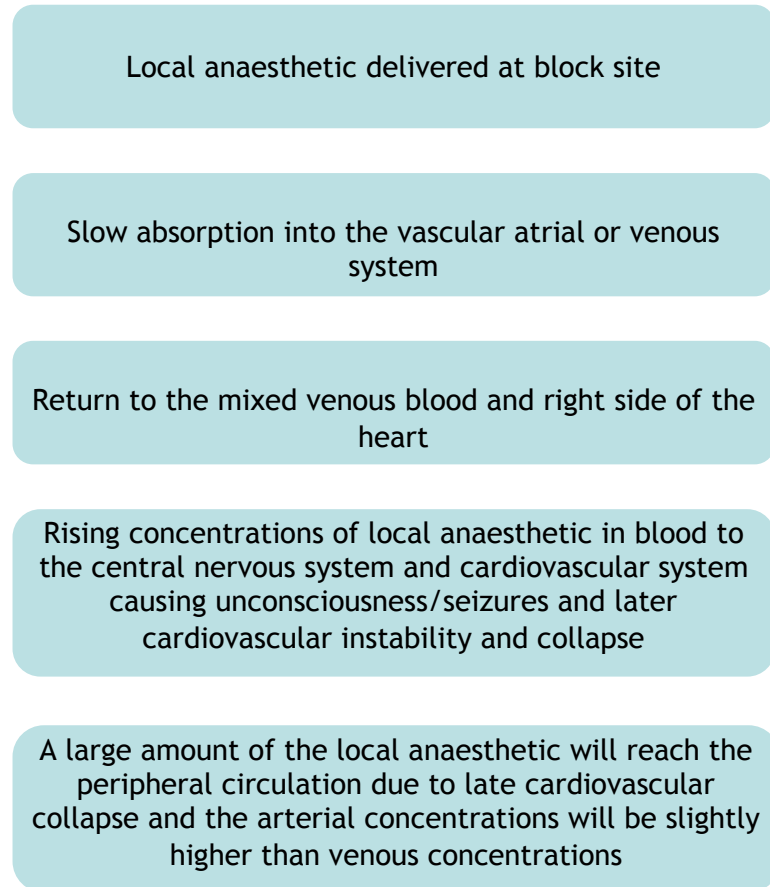 Local anaesthetic delivered at block site
Slow absorption into the vascular atrial or venous
system
Return to the mixed venous blood and right side of the
heart
Rising concentrations of local anaesthetic in blood to
the central nervous system and cardiovascular system
causing unconsciousness/seizures and later
cardiovascular instability and collapse
A large amount of the local anaesthetic will reach the
peripheral circulation due to late cardiovascular
collapse and the arterial concentrations will be slightly
higher than venous concentrations